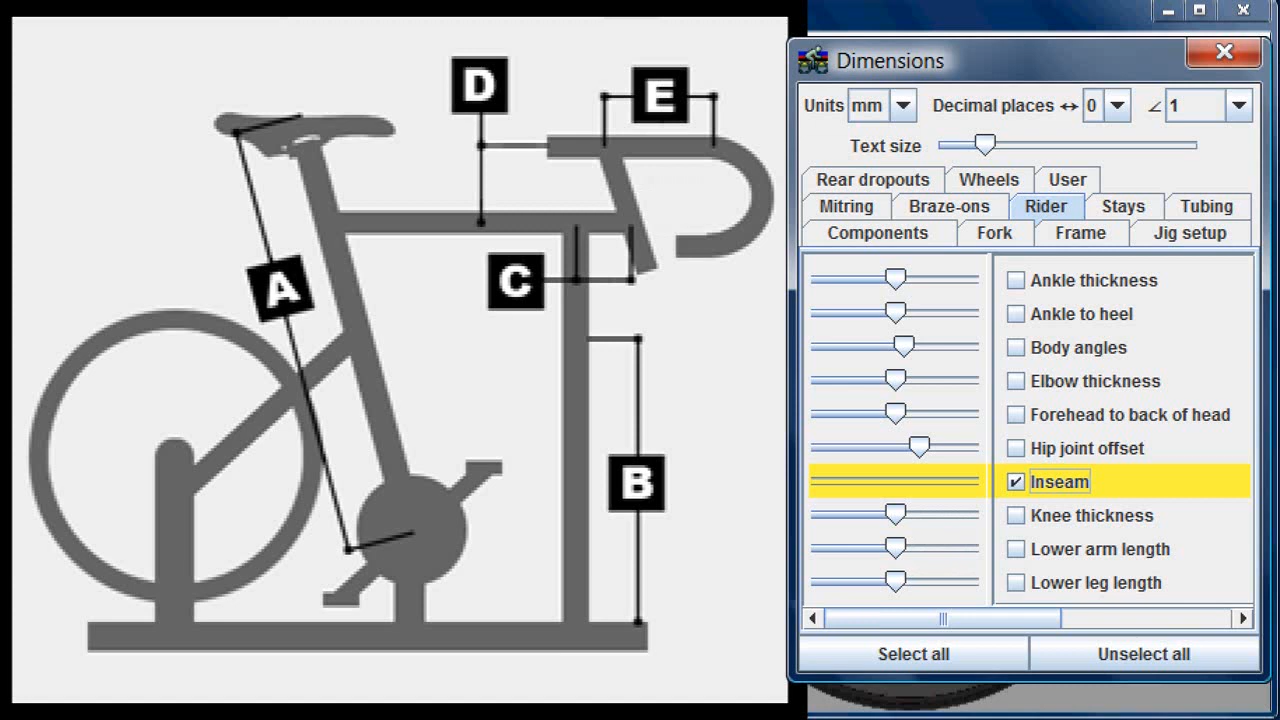 D
E
A
C
B
Dimensions
Units mm Decimal places ↔ 0 ∠ 1
Text size
Rear dropouts Wheels User
Mitring Braze-ons Rider Stays Tubing
Components Fork Frame Jig setup
Ankle thickness
Ankle to heel
Body angles
Elbow thickness
Forehead to back of head
Hip joint offset
Inseam
Knee thickness
Lower arm length
Lower leg length
Select all Unselect all